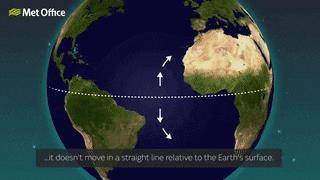 Met Office
...it doesn't move in a straight line relative to the Earth's surface.